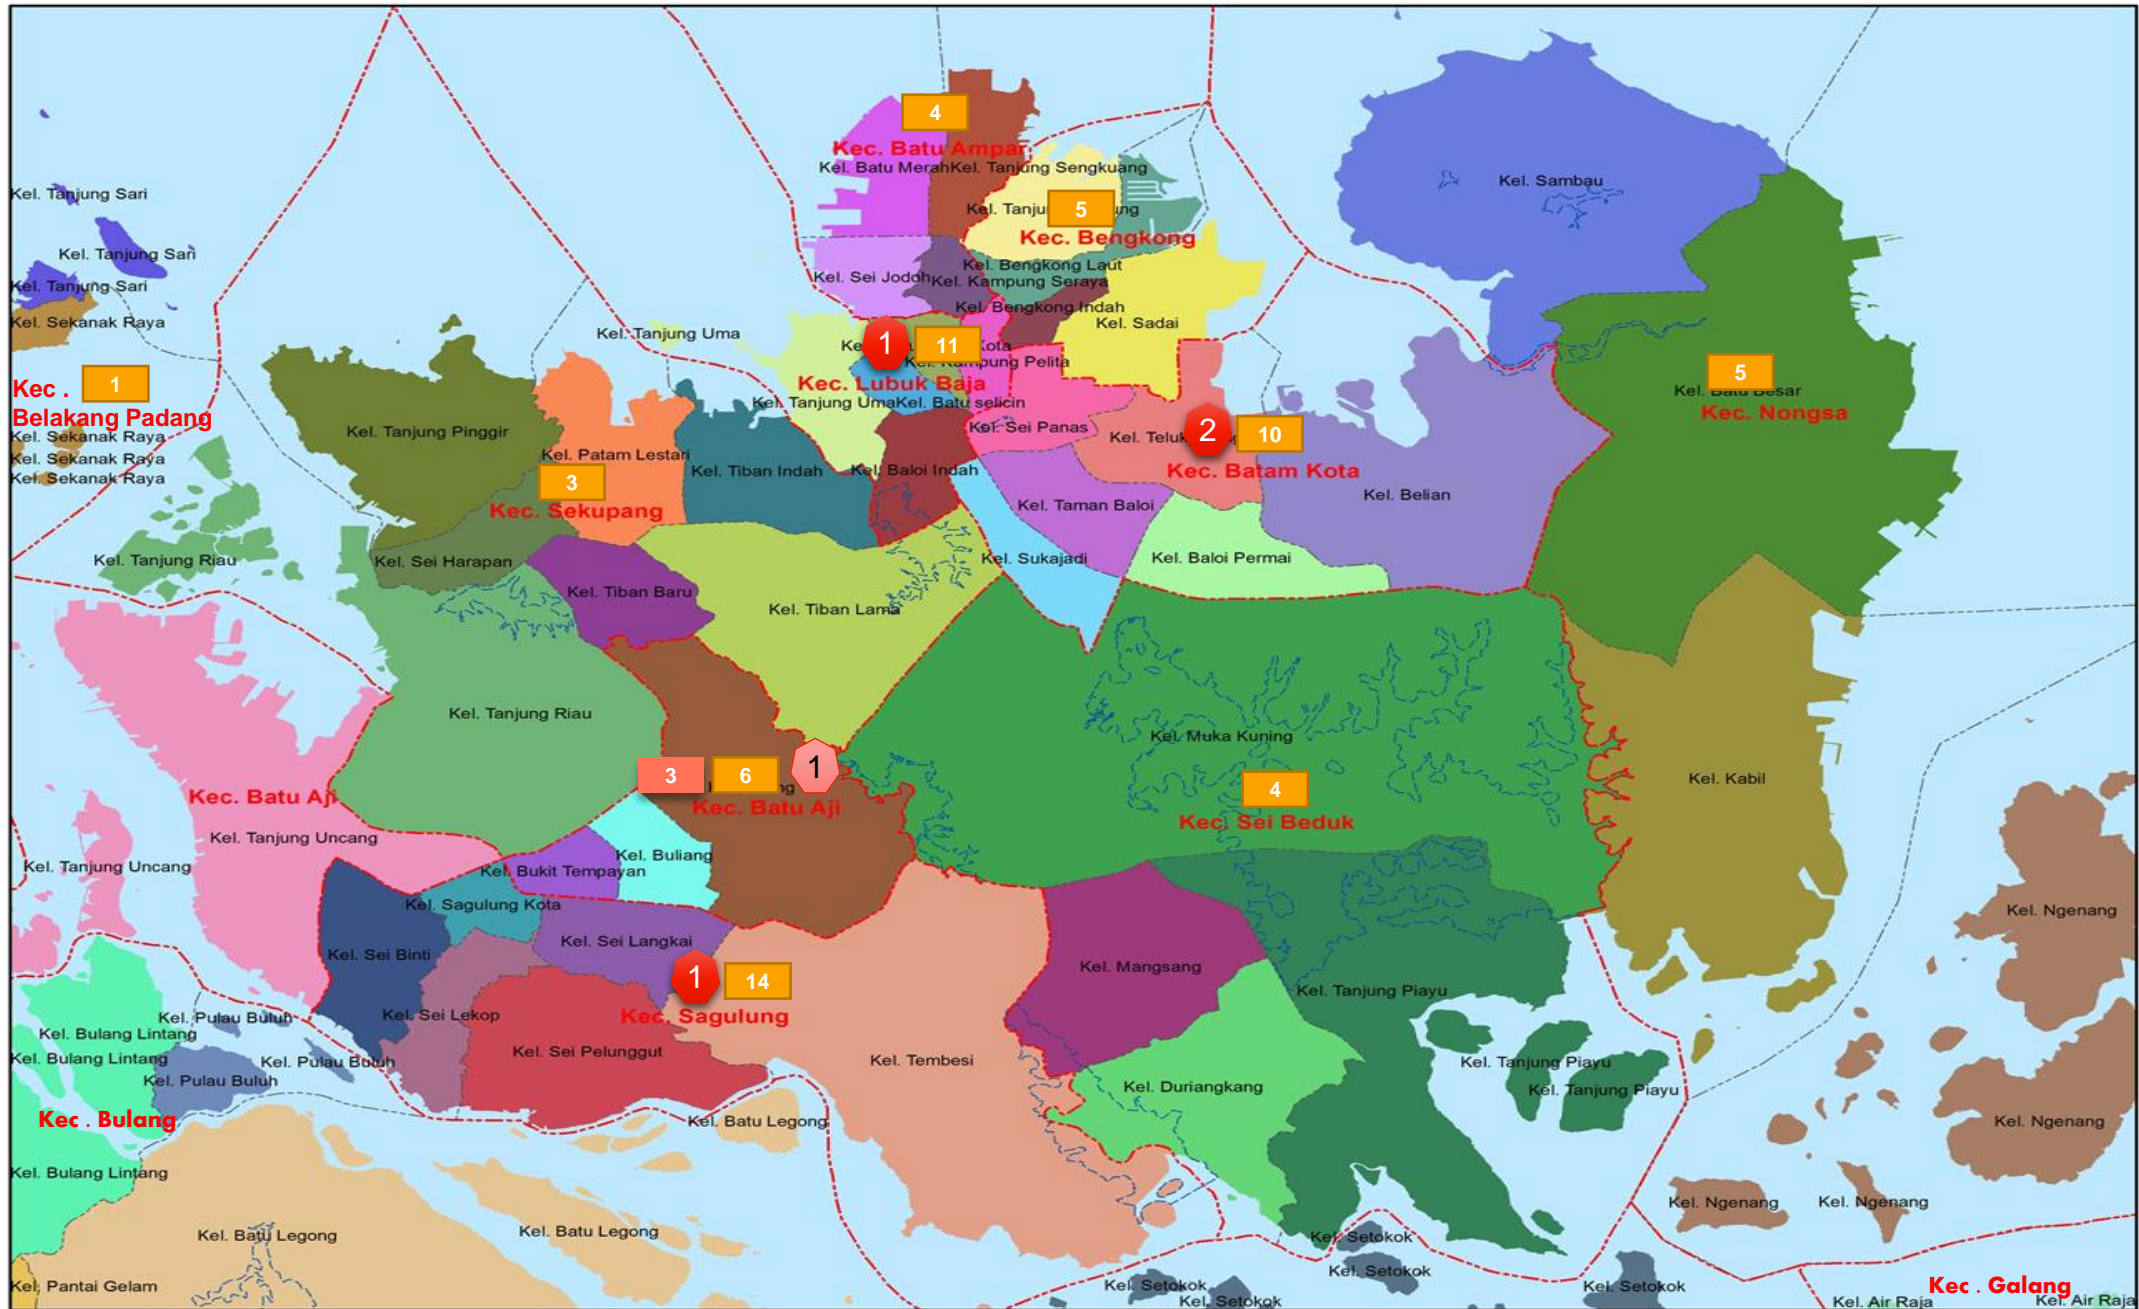 4
Kec. Batu Ampar
Kel. Batu Merah
Kel. Tanjung Sengkuang
Kel. Sambau
Kel. Tanjung Sari
5
Kec. Bengkong
Kel. Tanjung Sari
Kel. Bengkong Laut
Kel. Sei Jodoh
Kel. Kampung Seraya
Kel. Tanjung Sari
Kel. Bengkong Indah
Kel. Sekanak Raya
Kel. Sadai
Kel. Tanjung Uma
1
11
Kota
Kel. Kampung Pelita
Kec .
1
Belakang Padang
Kec. Lubuk Baja
5
Kel. Batu Besar
Kec. Nongsa
Kel. Tanjung Uma
Kel. Batu selicin
Kel. Sekanak Raya
Kel. Sekanak Raya
Kel. Sekanak Raya
Kel. Tanjung Pinggir
Kel. Sei Panas
2
10
Kec. Batam Kota
Kel. Patam Lestari
Kel. Tiban Indah
Kel. Baloi Indah
3
Kec. Sekupang
Kel. Belian
Kel. Taman Baloi
Kel. Tanjung Riau
Kel. Sei Harapan
Kel. Sukajadi
Kel. Baloi Permai
Kel. Tiban Baru
Kel. Tiban Lama
Kel. Tanjung Riau
Kel. Muka Kuning
3
6
1
4
Kel. Kabil
Kec. Batu Aji
Kec. Batu Aji
Kec. Sei Beduk
Kel. Tanjung Uncang
Kel. Tanjung Uncang
Kel. Buliang
Kel. Bukit Tempayan
Kel. Sagulung Kota
Kel. Ngenang
Kel. Sei Binti
Kel. Sei Langkai
Kel. Mangsang
1
14
Kel. Tanjung Piayu
Kel. Pulau Buluh
Kel. Sei Lekop
Kec. Sagulung
Kel. Bulang Lintang
Kel. Bulang Lintang
Kel. Pulau Buluh
Kel. Sei Pelunggut
Kel. Tembesi
Kel. Tanjung Piayu
Kel. Pulau Buluh
Kel. Duriangkang
Kel. Tanjung Piayu
Kec . Bulang
Kel. Batu Legong
Kel. Ngenang
Kel. Bulang Lintang
Kel. Ngenang
Kel. Ngenang
Kel. Batu Legong
Kel. Batu Legong
Kel. Setokok
Kel. Setokok
Kel. Pantai Gelam
Kel. Setokok
Kel. Setokok
Kel. Setokok
Kec . Galang
Kel. Air Raja
Kel. Air Raja